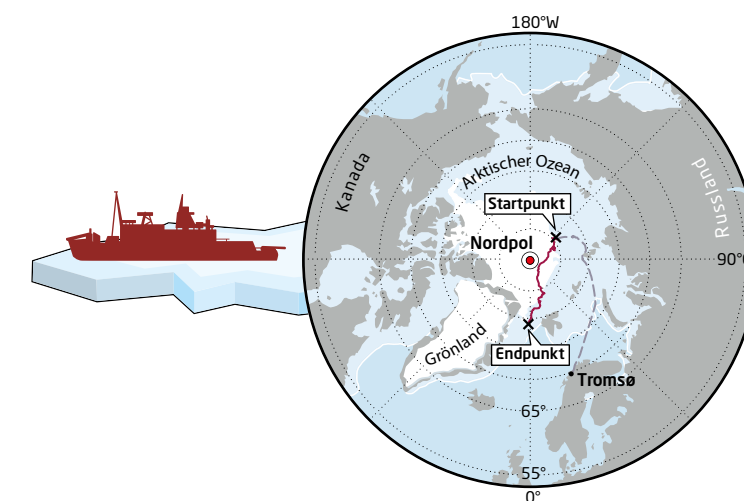 180°W
Kanada
Arktischer Ozean
Russland
Startpunkt
Nordpol
90°
Grönland
Endpunkt
Tromsø
65°
55°
0°